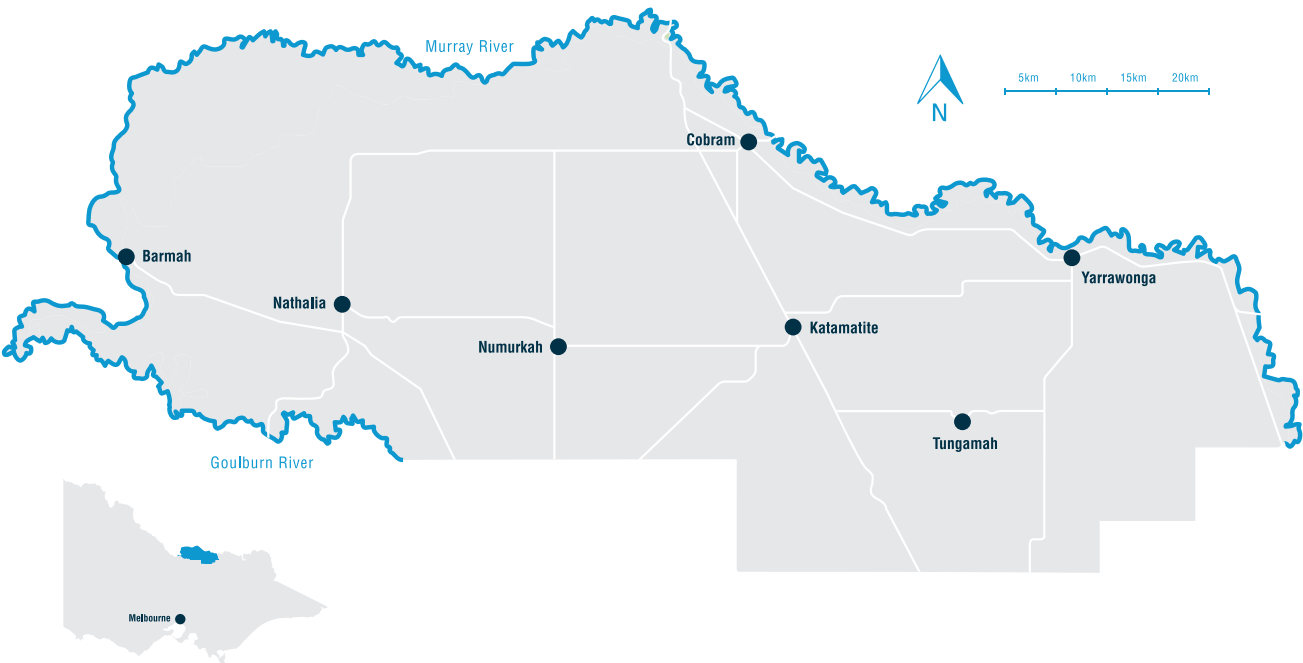 Murray River
N
5km 10km 15km 20km
Cobram
Barmah
Yarrawonga
Nathalia
Katamatite
Numurkah
Tungamah
Goulburn River
Melbourne